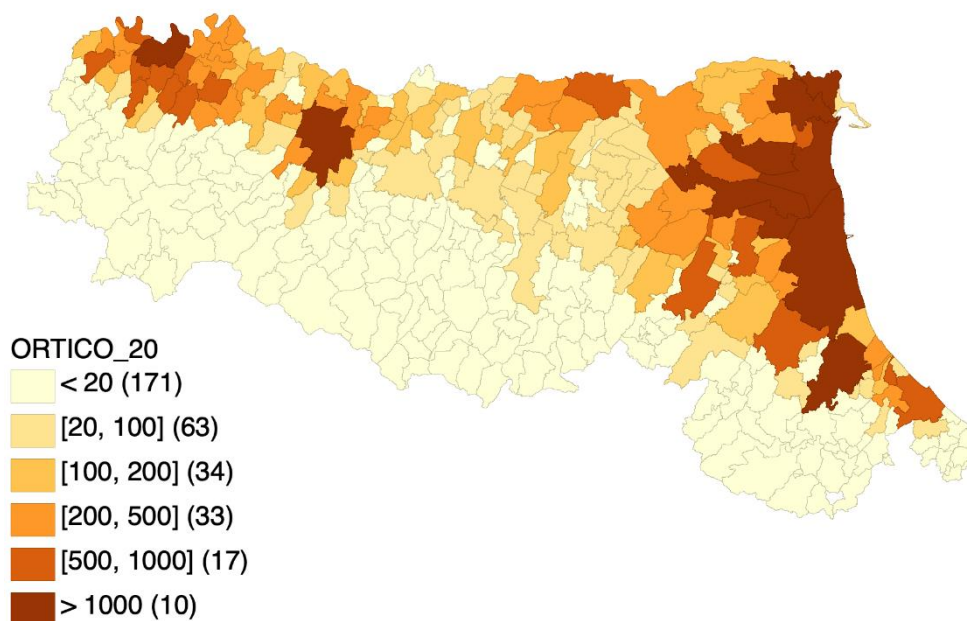 ORTICO_20
< 20 (171)
[20, 100] (63)
[100, 200] (34)
[200, 500] (33)
[500, 1000] (17)
> 1000 (10)